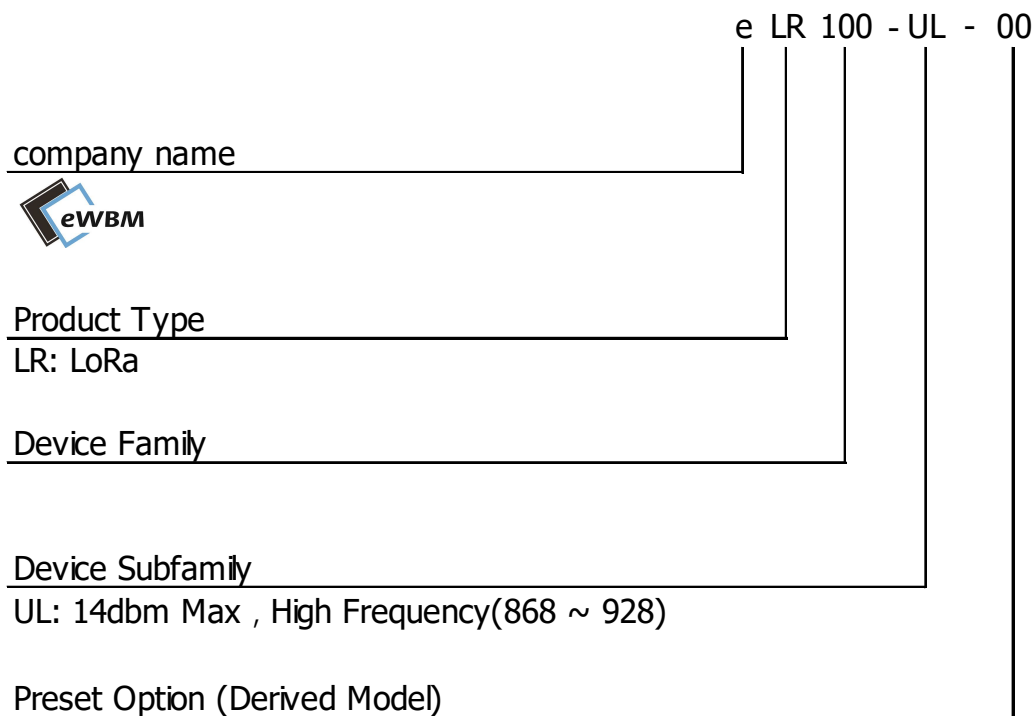 e LR 100 - UL - 00
company name
eWBM
Product Type
LR: LoRa
Device Family
Device Subfamily
UL: 14dbm Max , High Frequency(868 ~ 928)
Preset Option (Derived Model)